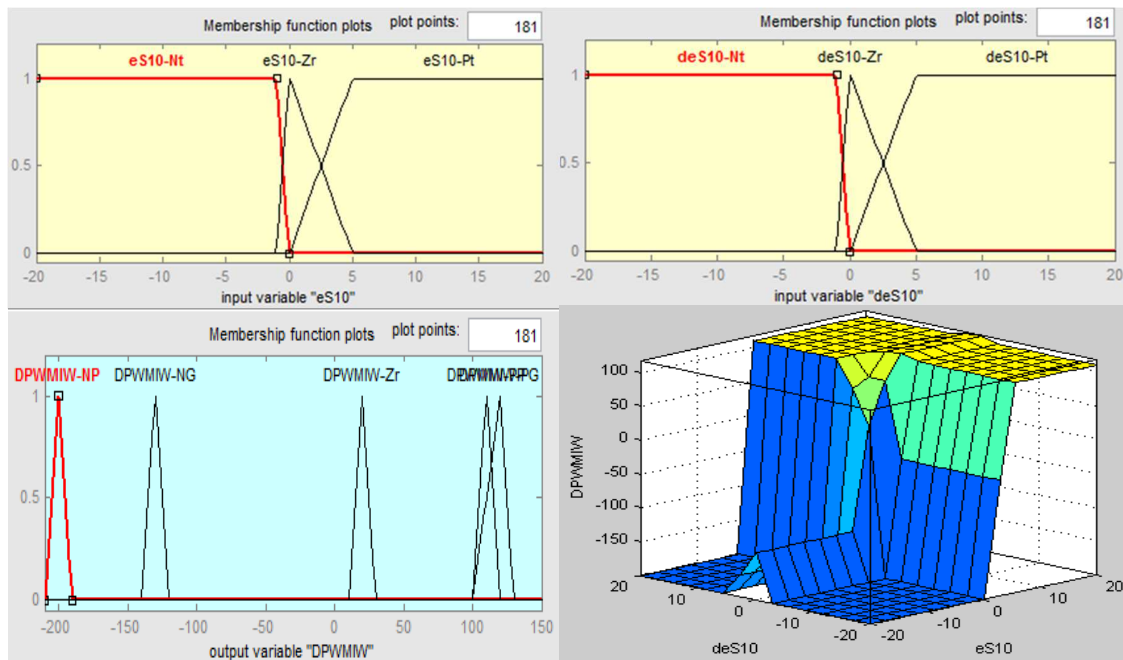 Membership function plots plot points: 181
eS10-Nt eS10-Zr eS10-Pt
1
0.5
0
-20 -15 -10 -5 0 5 10 15 20
input variable "eS10"
Membership function plots plot points: 181
deS10-Nt deS10-Zr deS10-Pt
1
0.5
0
-20 -15 -10 -5 0 5 10 15 20
input variable "deS10"
Membership function plots plot points: 181
DPWMIW-NP DPWMIW-NG DPWMIW-Zr
1
0.5
0
-200 -150 -100 -50 0 50 100 150
output variable "DPWMIW"
100
50
0
-50
-100
-150
DPWMIW
20 10 0 -10 -20
deS10
-20 -10 0 10 20
eS10